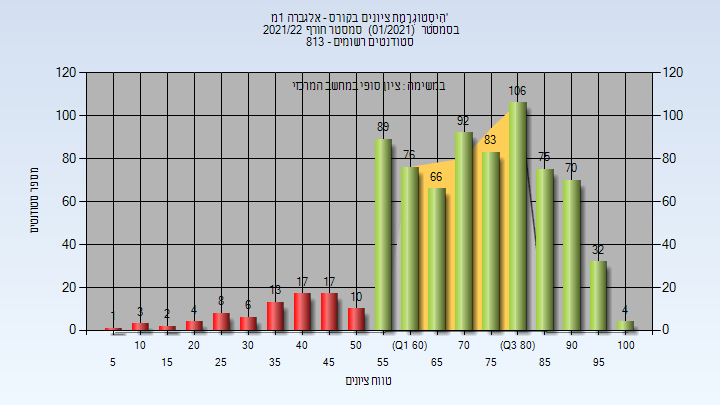 היסטוגרמת ציונים בקורס - אלגברה 1מ'
בסמסטר (01/2021) סמסטר חורף 2021/22
סטודנטים רשומים - 813
במשימה : ציון סופי במחשב המרכזי
120 120
100 100
80 80
60 60
40 40
20 20
0 0
מספר סטודנטים
1 3 2 4 8 6 13 17 17 10 89 76 66 92 83 106 75 70 32 4
10 20 30 40 50 (Q1 60) 70 (Q3 80) 90 100
5 15 25 35 45 55 65 75 85 95
טווח ציונים